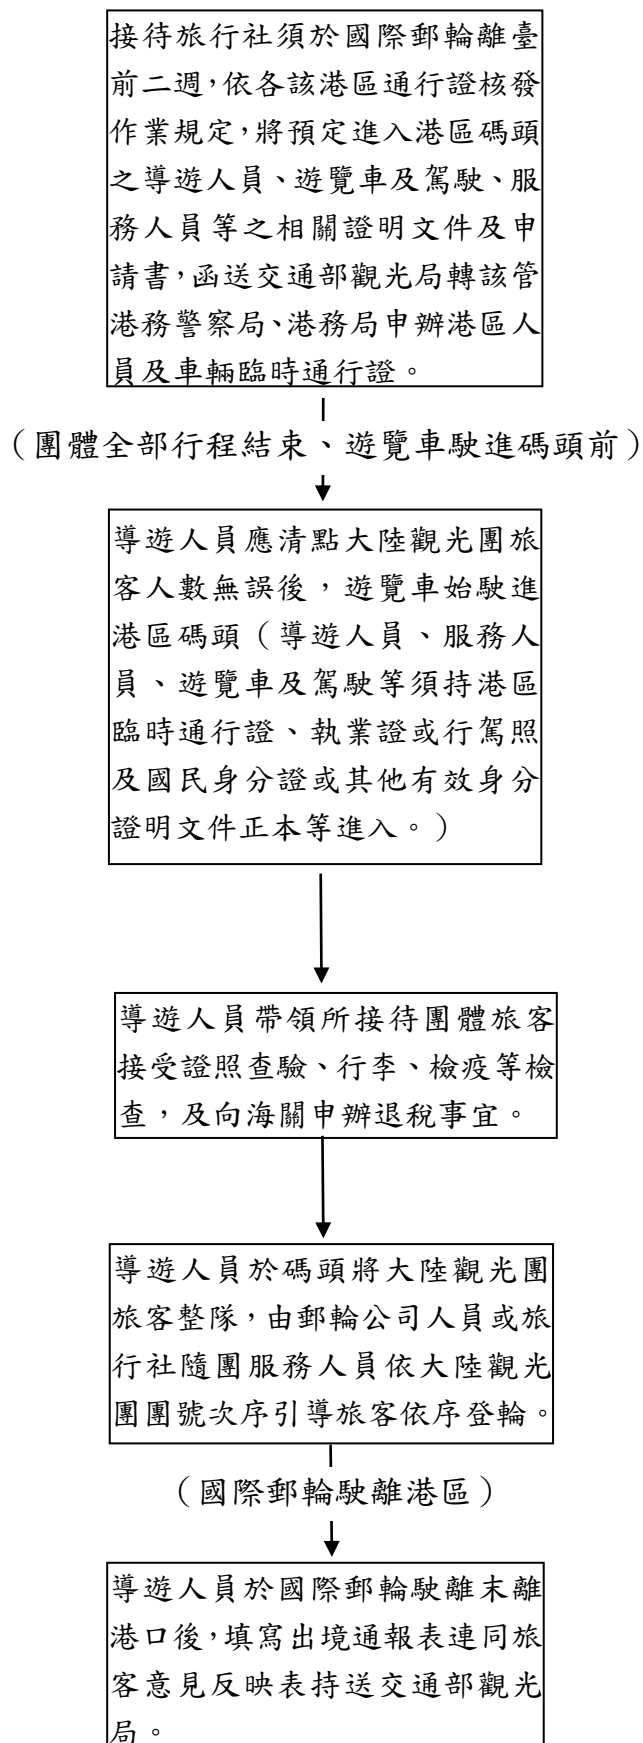 接待旅行社須於國際郵輪離臺
前二週,依各該港區通行證核發
作業規定,將預定進入港區碼頭
之導遊人員、遊覽車及駕駛、服
務人員等之相關證明文件及申
請書,函送交通部觀光局轉該管
港務警察局、港務局申辦港區人
員及車輛臨時通行證。
(團體全部行程結束、遊覽車駛進碼頭前)
導遊人員應清點大陸觀光團旅
客人數無誤後,遊覽車始駛進
港區碼頭(導遊人員、服務人
員、遊覽車及駕駛等須持港區
臨時通行證、執業證或行駕照
及國民身分證或其他有效身分
證明文件正本等進入。)
導遊人員帶領所接待團體旅客
接受證照查驗、行李、檢疫等檢
查,及向海關申辦退稅事宜。
導遊人員於碼頭將大陸觀光團
旅客整隊,由郵輪公司人員或旅
行社隨團服務人員依大陸觀光
團團號次序引導旅客依序登輪。
(國際郵輪駛離港區)
導遊人員於國際郵輪駛離末離
港口後,填寫出境通報表連同旅
客意見反映表持送交通部觀光
局。